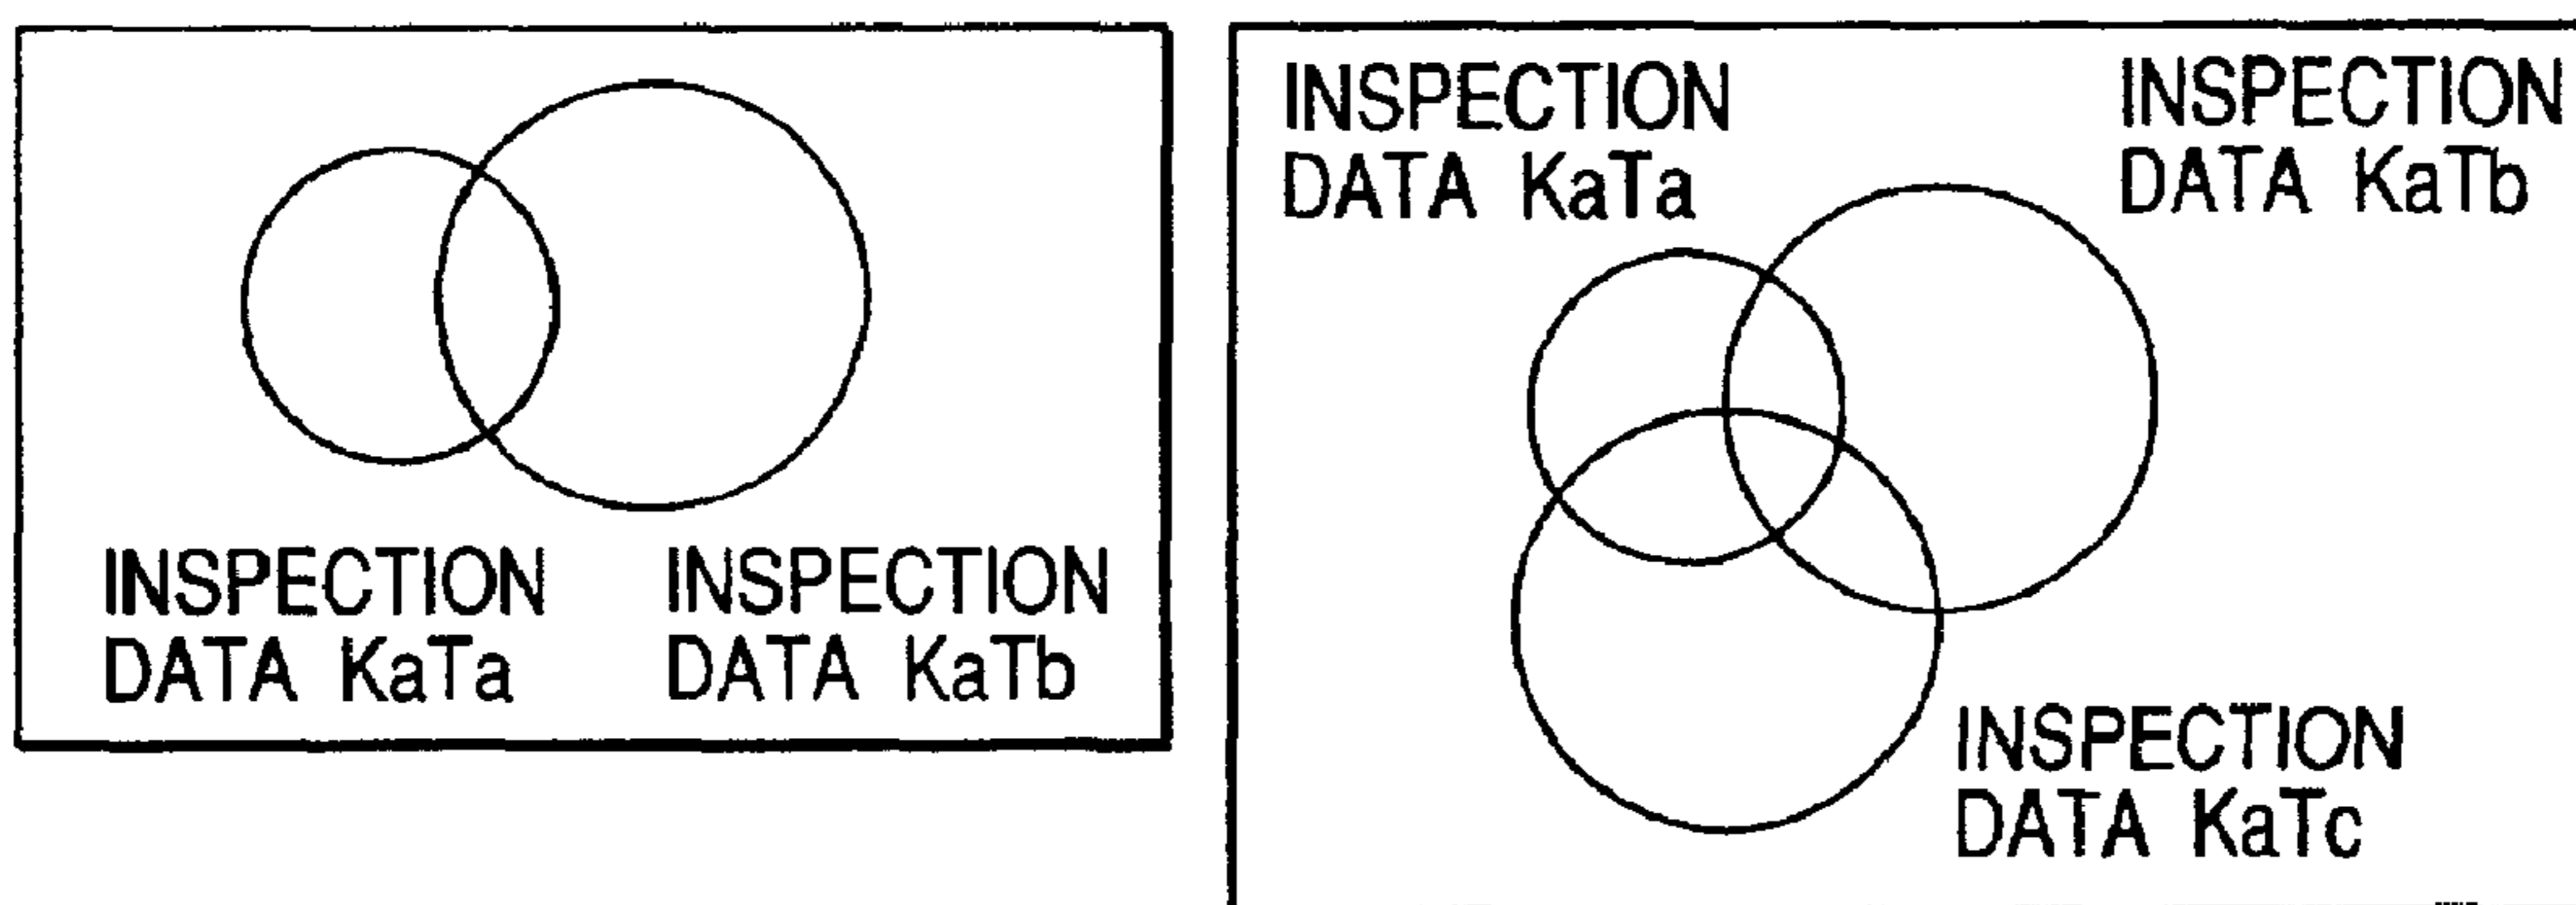 INSPECTION
DATA KaTa
INSPECTION
DATA KaTb
INSPECTION
DATA KaTa
INSPECTION
DATA KaTb
INSPECTION
DATA KaTc